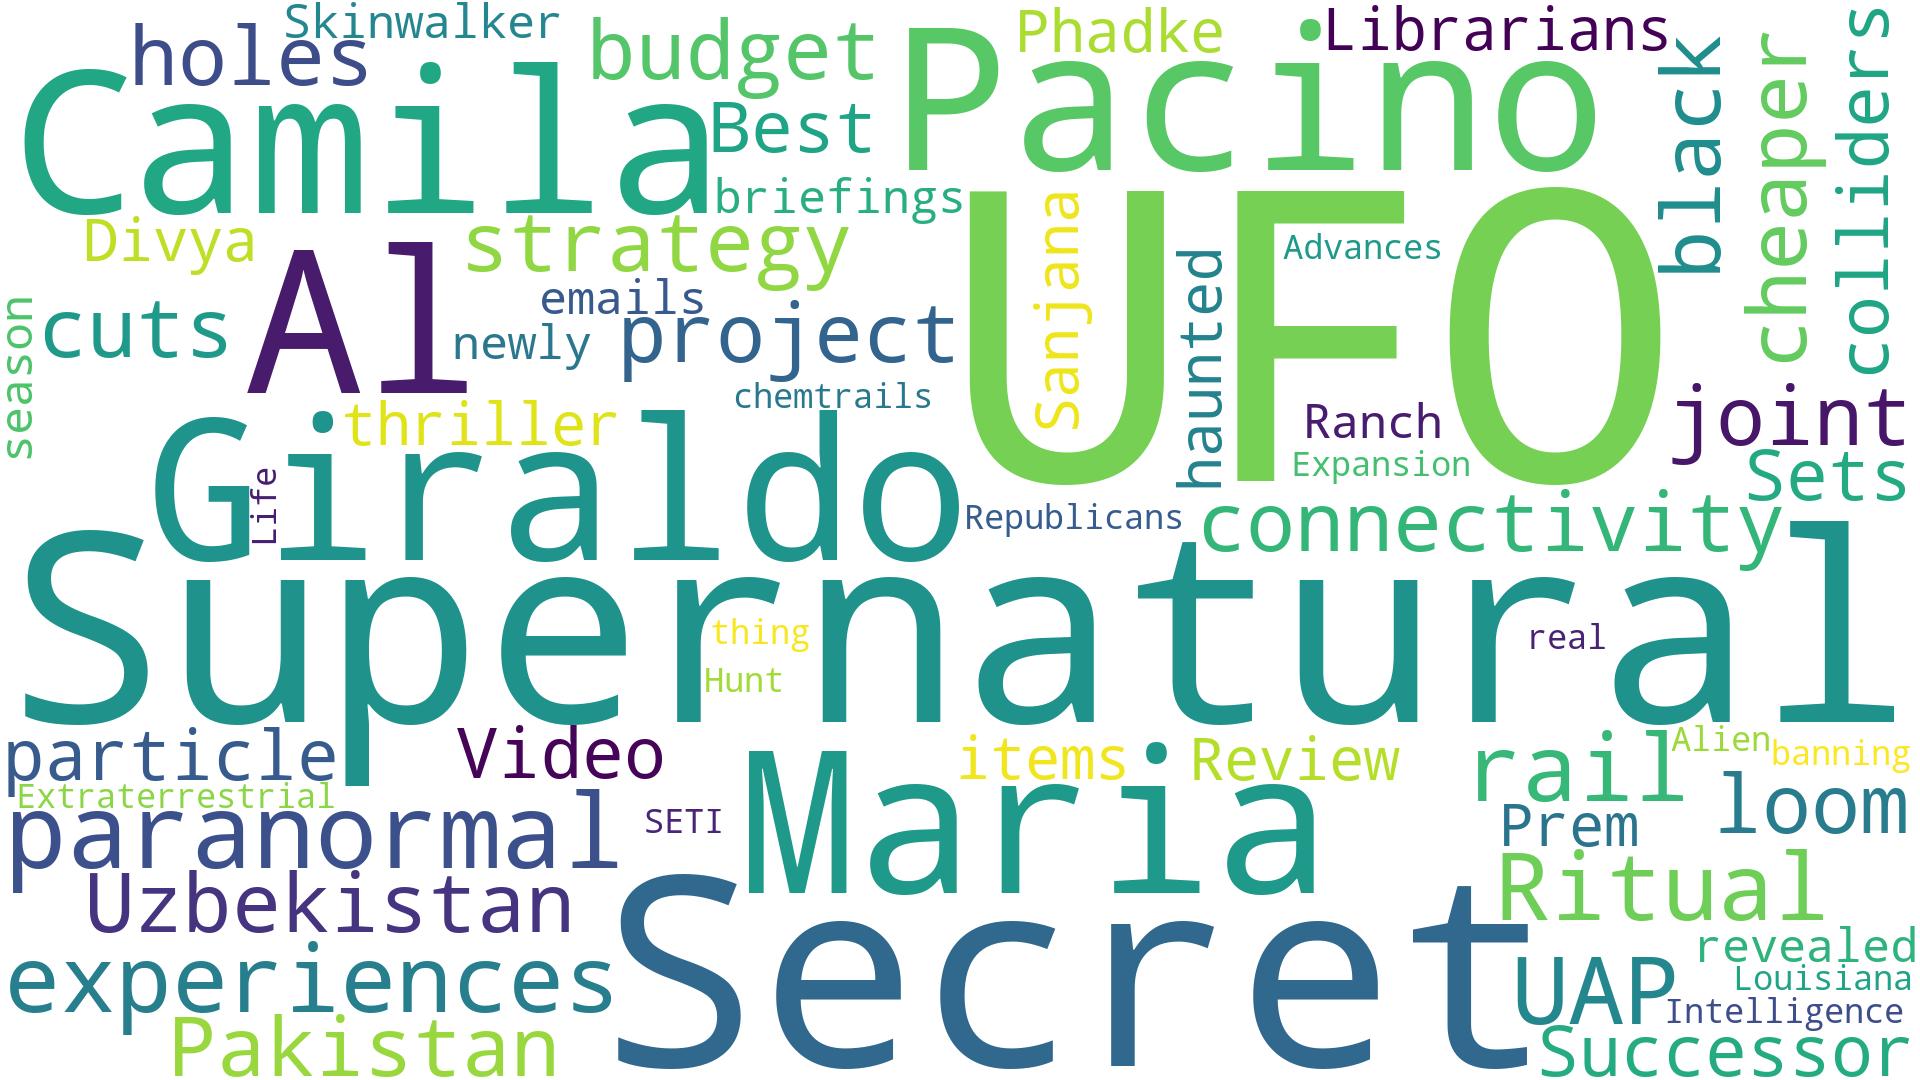 Skinwalker
holes
budget
Phadke
Librarians
Pacino
Camila
Best
black
cheaper
colliders
briefings
Divya
strategy
UFO
Sanjana
haunted
Advances
Al
emails
newly
project
season
cuts
chemtrails
thriller
Ranch
joint
Giraldo
Life
Expansion
Sets
Republicans
connectivity
Supernatural
thing
real
Hunt
particle
Video
items
Review
rail
Alien
banning
Extraterrestrial
paranormal
SETI
Maria
Prem
loom
Uzbekistan
Ritual
Secret
experiences
revealed
UAP
Louisiana
Intelligence
Pakistan
Successor